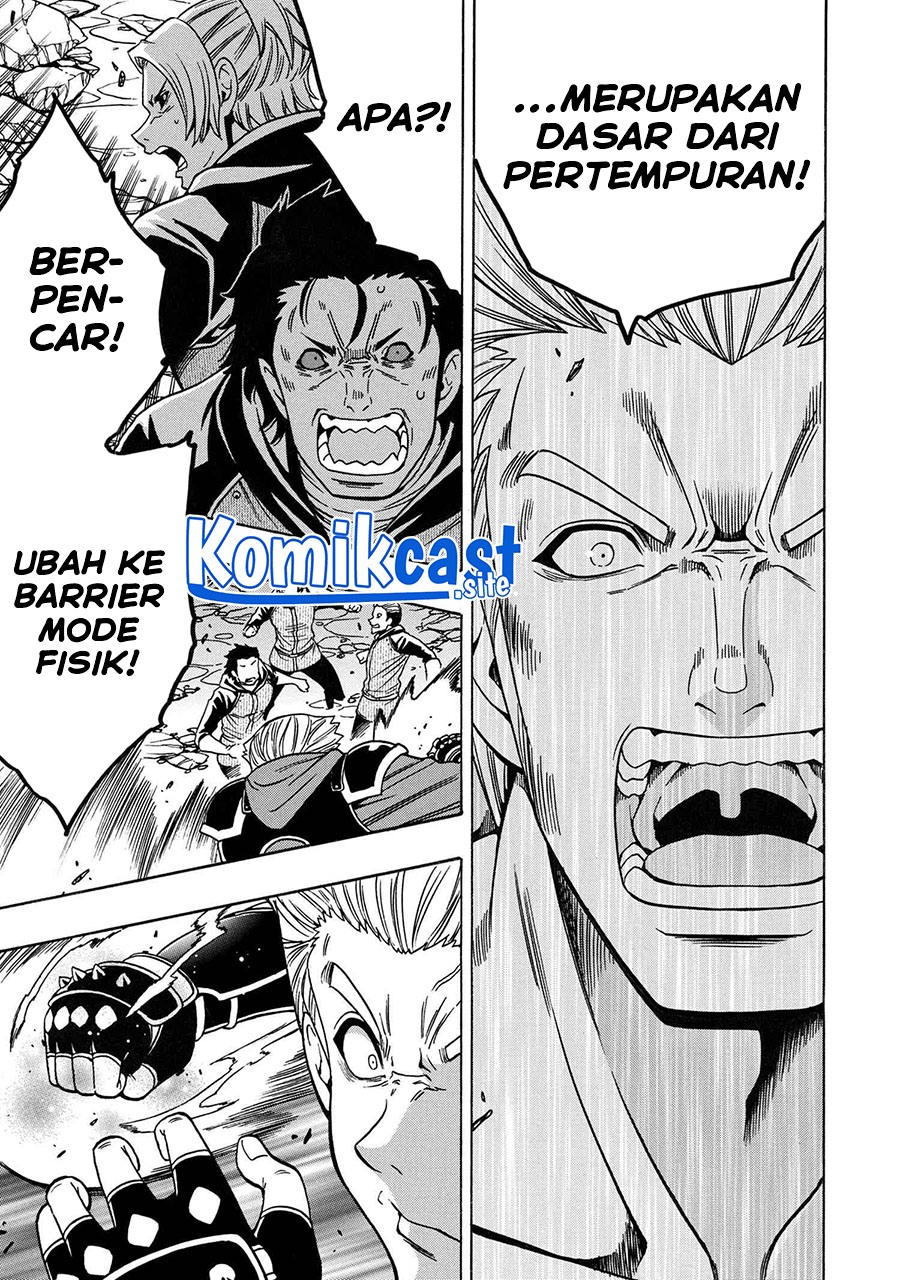 ...MERUPAKAN
DASAR DARI
PERTEMPURAN!
APA?!
BER-
PEN-
CAR!
UBAH KE
BARRIER
MODE
FISIK!
Komikcast
.site